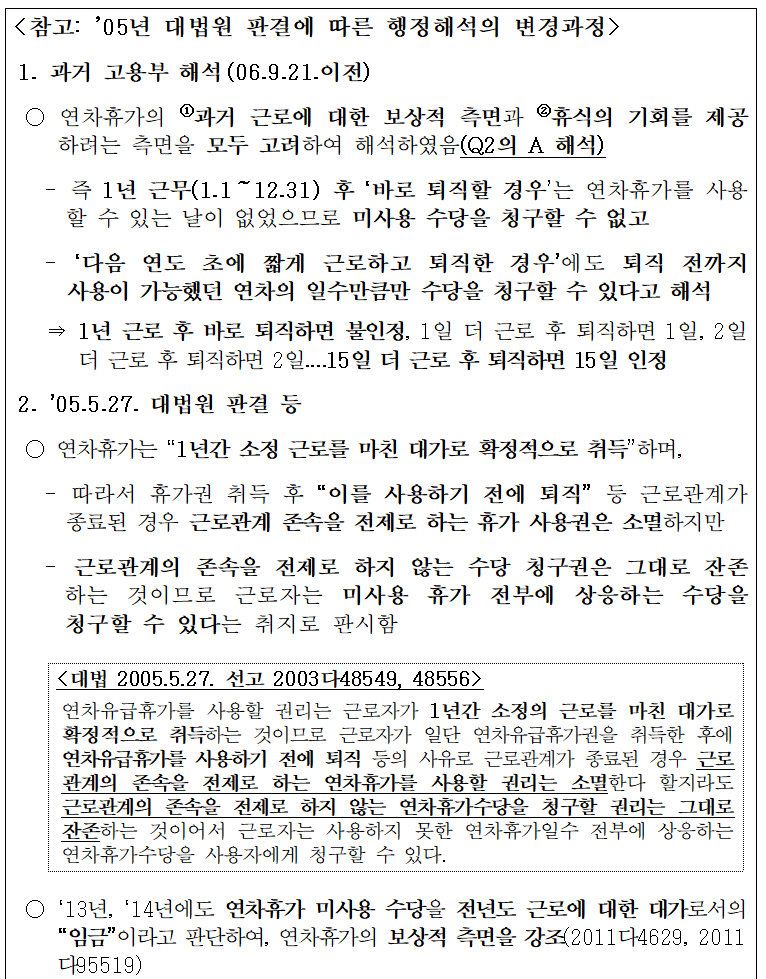 <참고: ’05년 대법원 판결에 따른 행정해석의 변경과정>
1. 과거 고용부 해석(06.9.21.이전)
○ 연차휴가의 ①과거 근로에 대한 보상적 측면과 ②휴식의 기회를 제공
하려는 측면을 모두 고려하여 해석하였음(Q2의 A 해석)
- 즉 1년 근무(1.1~12.31) 후 ‘바로 퇴직할 경우’는 연차휴가를 사용
할 수 있는 날이 없었으므로 미사용 수당을 청구할 수 없고
- ‘다음 연도 초에 짧게 근로하고 퇴직한 경우’에도 퇴직 전까지
사용이 가능했던 연차의 일수만큼만 수당을 청구할 수 있다고 해석
⇒ 1년 근로 후 바로 퇴직하면 불인정, 1일 더 근로 후 퇴직하면 1일, 2일
더 근로 후 퇴직하면 2일....15일 더 근로 후 퇴직하면 15일 인정
2. ’05.5.27. 대법원 판결 등
○ 연차휴가는 “1년간 소정 근로를 마친 대가로 확정적으로 취득”하며,
- 따라서 휴가권 취득 후 “이를 사용하기 전에 퇴직” 등 근로관계가
종료된 경우 근로관계 존속을 전제로 하는 휴가 사용권은 소멸하지만
- 근로관계의 존속을 전제로 하지 않는 수당 청구권은 그대로 잔존
하는 것이므로 근로자는 미사용 휴가 전부에 상응하는 수당을
청구할 수 있다는 취지로 판시함
<대법 2005.5.27. 선고 2003다48549, 48556>
연차유급휴가를 사용할 권리는 근로자가 1년간 소정의 근로를 마친 대가로
확정적으로 취득하는 것이므로 근로자가 일단 연차유급휴가권을 취득한 후에
연차유급휴가를 사용하기 전에 퇴직 등의 사유로 근로관계가 종료된 경우 근로
관계의 존속을 전제로 하는 연차휴가를 사용할 권리는 소멸한다 할지라도
근로관계의 존속을 전제로 하지 않는 연차휴가수당을 청구할 권리는 그대로
잔존하는 것이어서 근로자는 사용하지 못한 연차휴가일수 전부에 상응하는
연차휴가수당을 사용자에게 청구할 수 있다.
○ ‘13년, ‘14년에도 연차휴가 미사용 수당을 전년도 근로에 대한 대가로서의
“임금”이라고 판단하여, 연차휴가의 보상적 측면을 강조(2011다4629, 2011
다95519)